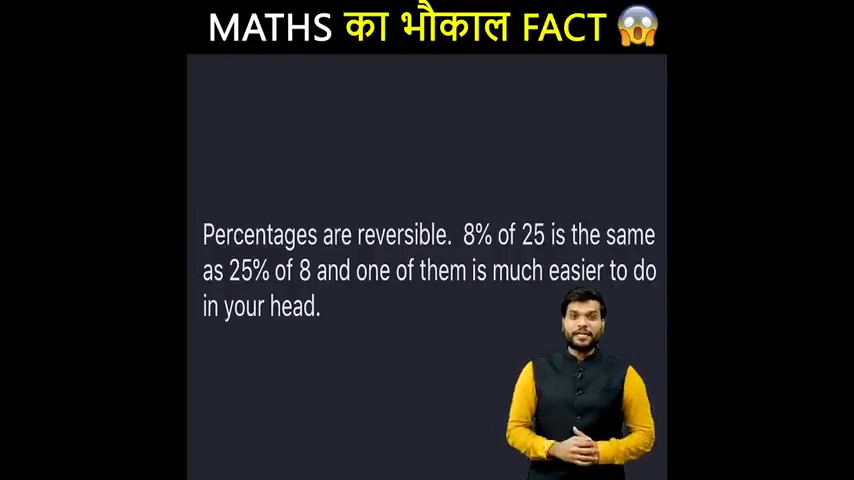 MATHS का भौकाल FACT 😱
Percentages are reversible. 8% of 25 is the same
as 25% of 8 and one of them is much easier to do
in your head.